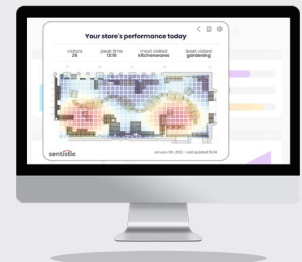 Your store's performance today
visitors peak time most visited least visited
25 12:15 kitchenwares gardening
sentistic